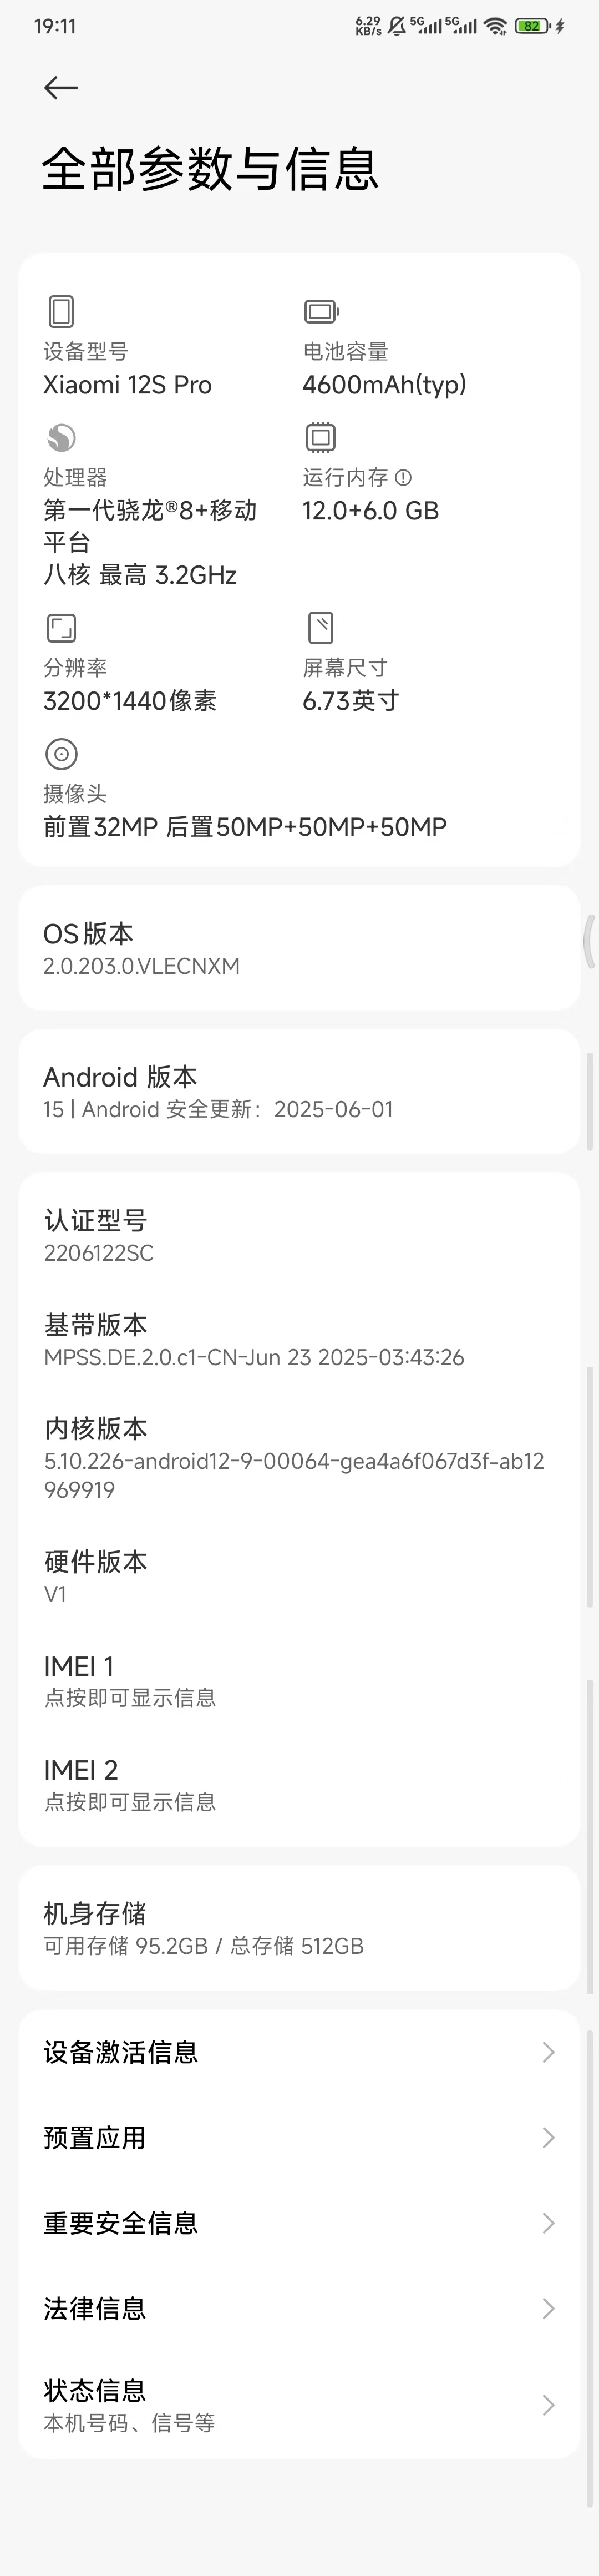 19:11
6.29 KB/s 5G 5G 82
全部参数与信息
设备型号
Xiaomi 12S Pro
电池容量
4600mAh(typ)
处理器
第一代骁龙®8+移动
平台
八核 最高 3.2GHz
运行内存
12.0+6.0 GB
分辨率
3200*1440像素
屏幕尺寸
6.73英寸
摄像头
前置32MP 后置50MP+50MP+50MP
OS版本
2.0.203.0.VLECNXM
Android 版本
15 | Android 安全更新：2025-06-01
认证型号
2206122SC
基带版本
MPSS.DE.2.0.c1-CN-Jun 23 2025-03:43:26
内核版本
5.10.226-android12-9-00064-gea4a6f067d3f-ab12
969919
硬件版本
V1
IMEI 1
点按即可显示信息
IMEI 2
点按即可显示信息
机身存储
可用存储 95.2GB / 总存储 512GB
设备激活信息
预置应用
重要安全信息
法律信息
状态信息
本机号码、信号等